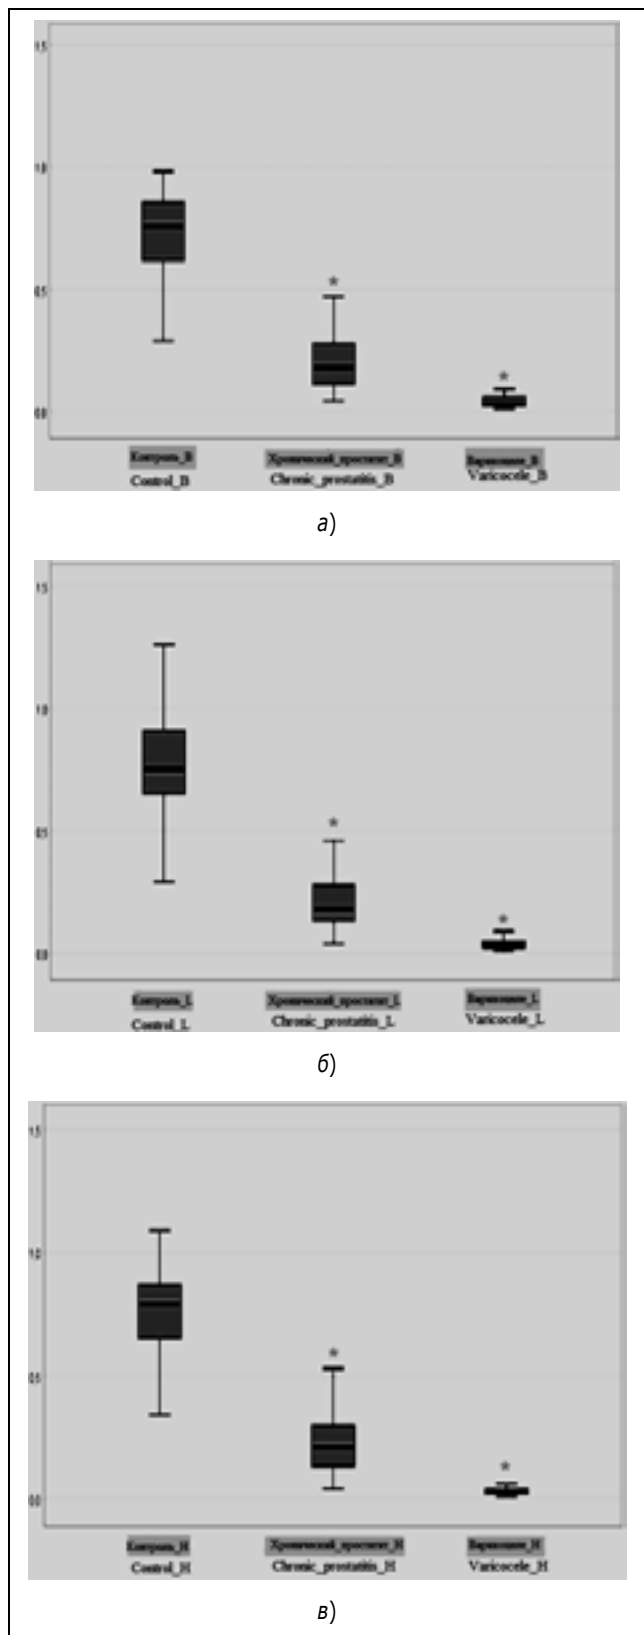 1,5
1,0
0,5
0,0
Контроль_B Хронический_простатит_B Варикоцеле_B
Control_B Chronic_prostatitis_B Varicocele_B
а)
1,5
1,0
0,5
0,0
Контроль_L Хронический_простатит_L Варикоцеле_L
Control_L Chronic_prostatitis_L Varicocele_L
б)
1,5
1,0
0,5
0,0
Контроль_H Хронический_простатит_H Варикоцеле_H
Control_H Chronic_prostatitis_H Varicocele_H
в)